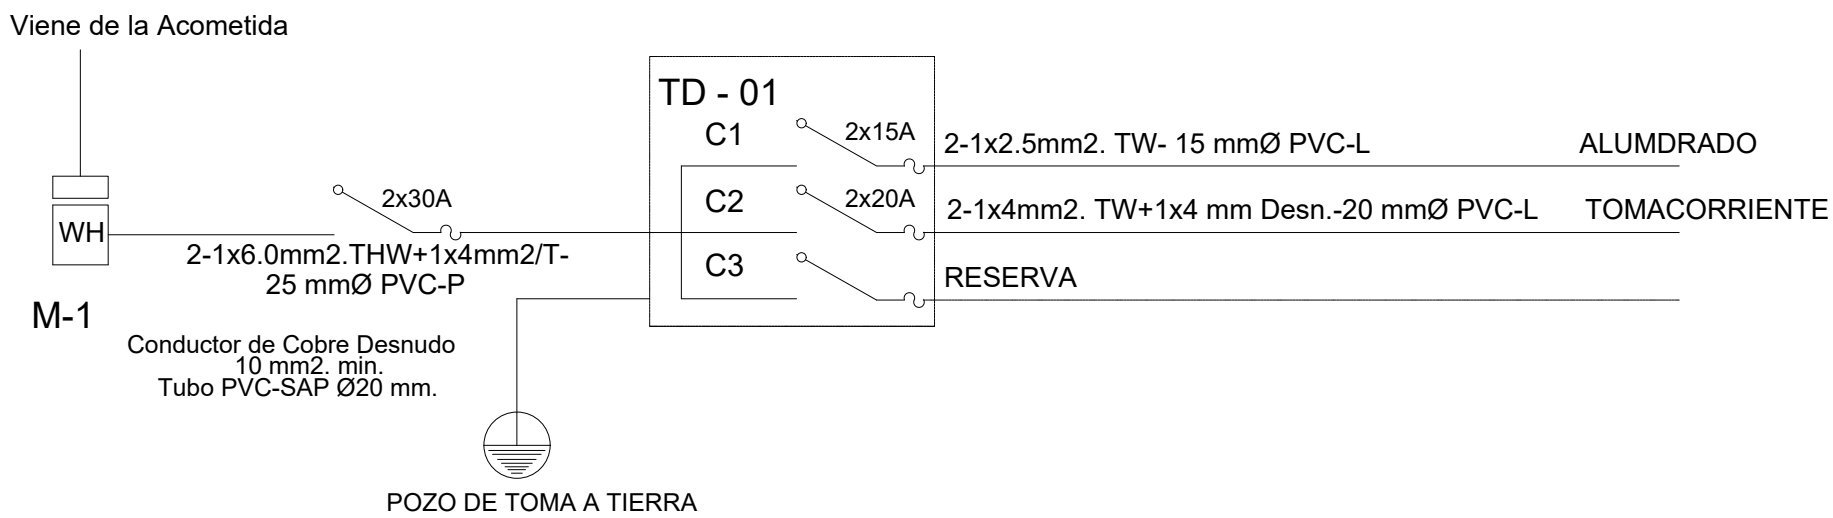 Viene de la Acometida
TD - 01
C1
2x15A
2-1x2.5mm2. TW- 15 mmØ PVC-L
ALUMDRADO
2x30A
C2
2x20A
2-1x4mm2. TW+1x4 mm Desn.-20 mmØ PVC-L
TOMACORRIENTE
WH
2-1x6.0mm2.THW+1x4mm2/T-
25 mmØ PVC-P
C3
RESERVA
M-1
Conductor de Cobre Desnudo
10 mm2. min.
Tubo PVC-SAP Ø20 mm.
POZO DE TOMA A TIERRA